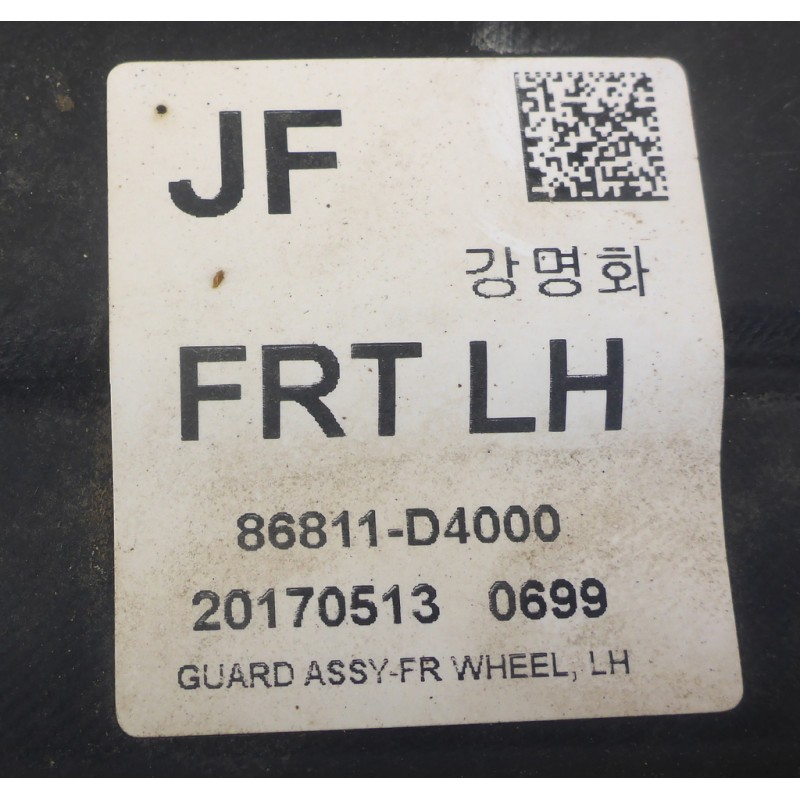 JF
강명화
FRT LH
86811-D4000
20170513 0699
GUARD ASSY-FR WHEEL, LH